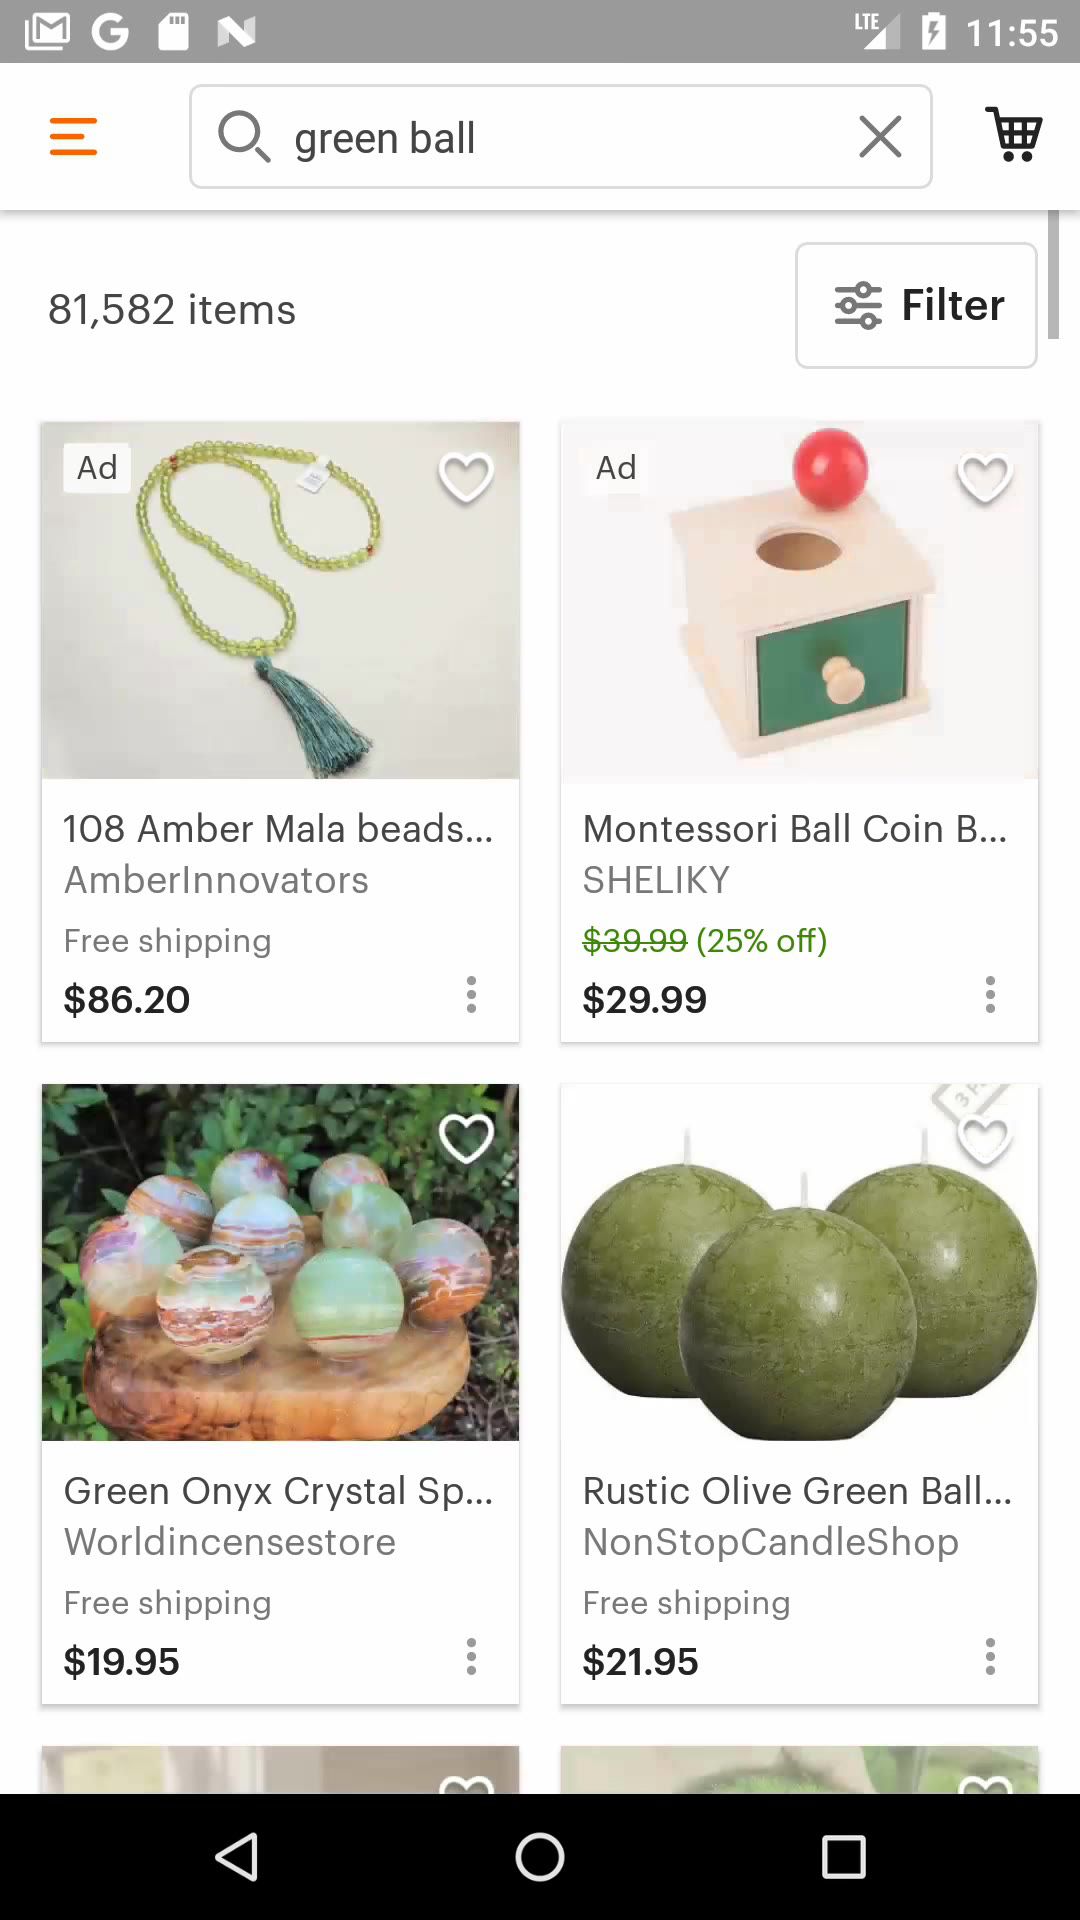 LTE 11:55
green ball
81,582 items
Filter
Ad
Ad
108 Amber Mala beads...
AmberInnovators
Free shipping
$86.20
Montessori Ball Coin B...
SHELIKY
$39.99 (25% off)
$29.99
Green Onyx Crystal Sp...
Worldincensestore
Free shipping
$19.95
3
Rustic Olive Green Ball...
NonStopCandleShop
Free shipping
$21.95